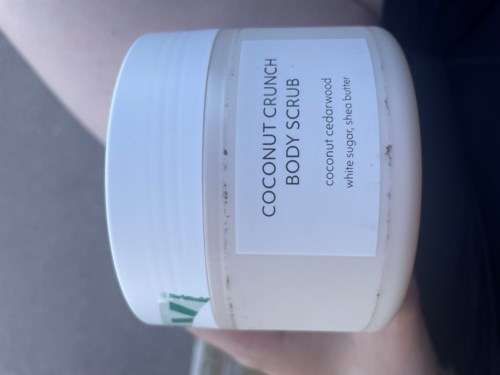 COCONUT CRUNCH
BODY SCRUB
coconut cedarwood
white sugar, shea butter